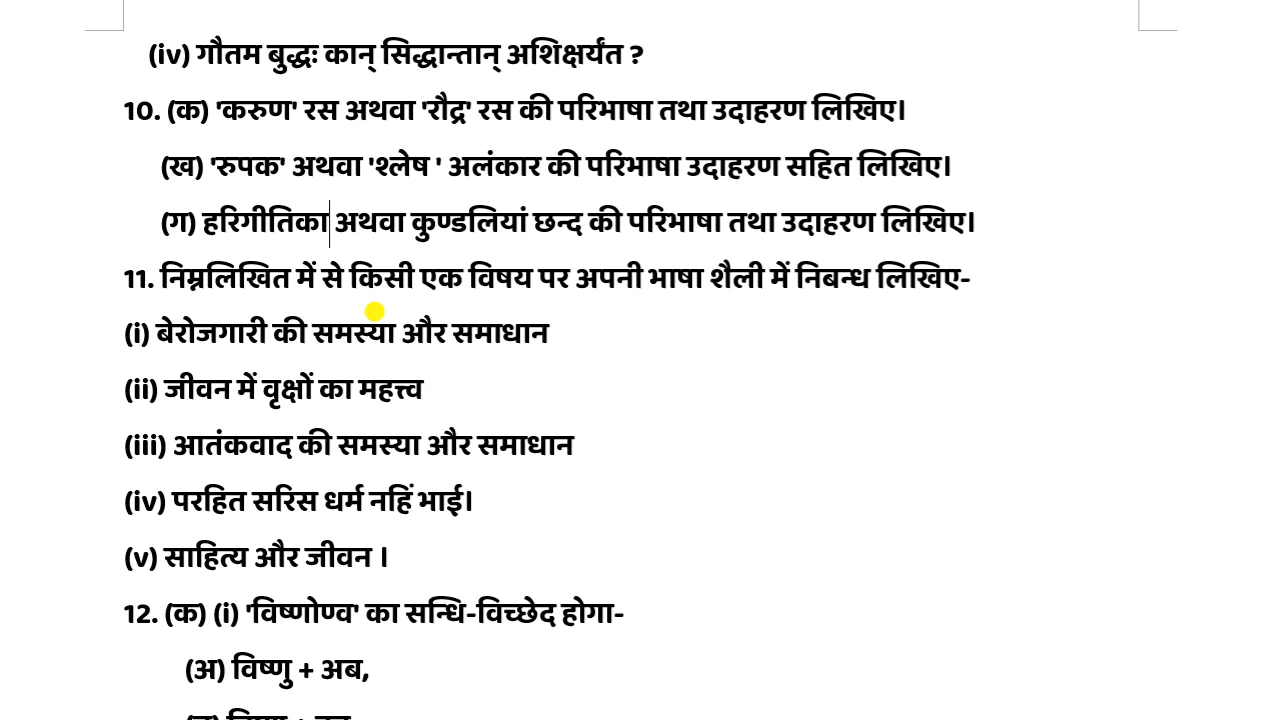 (iv) गौतम बुद्धः कान् सिद्धान्तान् अशिक्षर्यंत ?
10. (क) 'करुण' रस अथवा 'रौद्र' रस की परिभाषा तथा उदाहरण लिखिए।
(ख) 'रुपक' अथवा 'श्लेष ' अलंकार की परिभाषा उदाहरण सहित लिखिए।
(ग) हरिगीतिका अथवा कुण्डलियां छन्द की परिभाषा तथा उदाहरण लिखिए।
11. निम्नलिखित में से किसी एक विषय पर अपनी भाषा शैली में निबन्ध लिखिए-
(i) बेरोजगारी की समस्या और समाधान
(ii) जीवन में वृक्षों का महत्त्व
(iii) आतंकवाद की समस्या और समाधान
(iv) परहित सरिस धर्म नहिं भाई।
(v) साहित्य और जीवन ।
12. (क) (i) 'विष्णोण्व' का सन्धि-विच्छेद होगा-
(अ) विष्णु + अब,